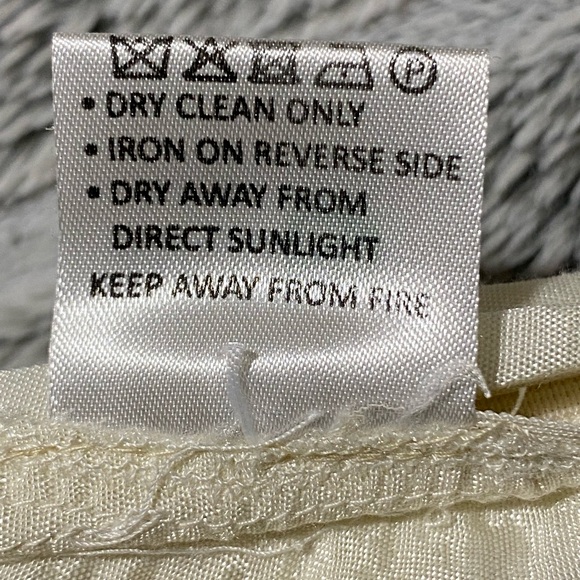 P
• DRY CLEAN ONLY
• IRON ON REVERSE SIDE
• DRY AWAY FROM
DIRECT SUNLIGHT
KEEP AWAY FROM FIRE